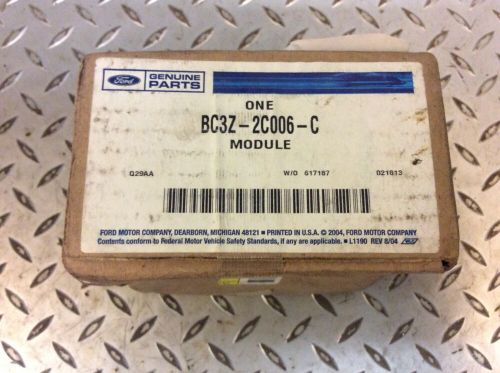 Ford
GENUINE
PARTS
ONE
BC3Z-2C006-C
MODULE
Q29AA W/O 617187 021813
FORD MOTOR COMPANY, DEARBORN, MICHIGAN 48121 ■ PRINTED IN U.S.A. © 2004, FORD MOTOR COMPANY
Contents conform to Federal Motor Vehicle Safety Standards, if any are applicable. ■ L1190 REV 8/04